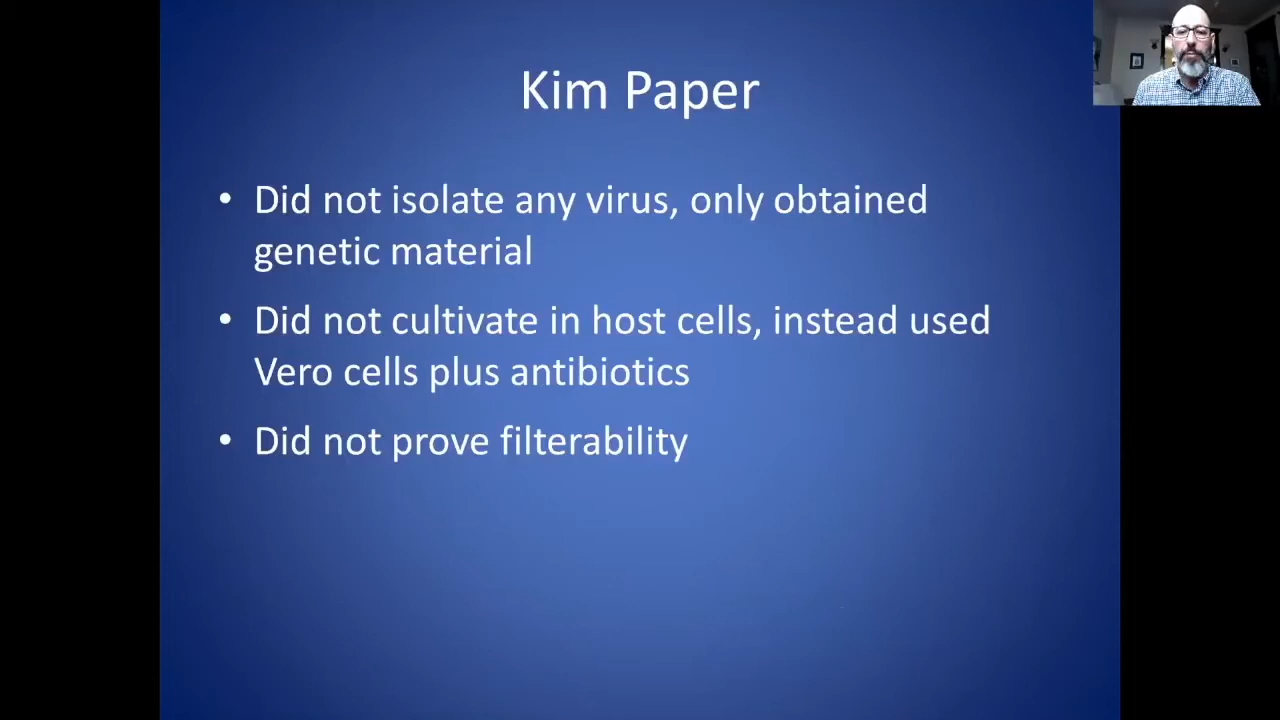 Kim Paper
• Did not isolate any virus, only obtained
genetic material
• Did not cultivate in host cells, instead used
Vero cells plus antibiotics
• Did not prove filterability